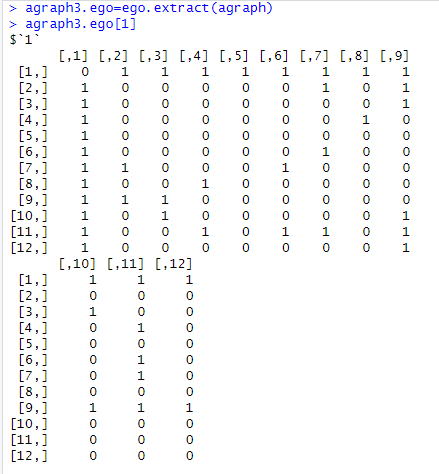 > agraph3.ego=ego.extract(agraph)
> agraph3.ego[1]
$`1`
      [,1] [,2] [,3] [,4] [,5] [,6] [,7] [,8] [,9]
 [1,]    0    1    1    1    1    1    1    1    1
 [2,]    1    0    0    0    0    0    1    0    1
 [3,]    1    0    0    0    0    0    0    0    1
 [4,]    1    0    0    0    0    0    0    1    0
 [5,]    1    0    0    0    0    0    0    0    0
 [6,]    1    0    0    0    0    0    1    0    0
 [7,]    1    1    0    0    0    1    0    0    0
 [8,]    1    0    0    1    0    0    0    0    0
 [9,]    1    1    1    0    0    0    0    0    0
[10,]    1    0    1    0    0    0    0    0    1
[11,]    1    0    0    1    0    1    1    0    1
[12,]    1    0    0    0    0    0    0    0    1
      [,10] [,11] [,12]
 [1,]     1     1     1
 [2,]     0     0     0
 [3,]     1     0     0
 [4,]     0     1     0
 [5,]     0     0     0
 [6,]     0     1     0
 [7,]     0     1     0
 [8,]     0     0     0
 [9,]     1     1     1
[10,]     0     0     0
[11,]     0     0     0
[12,]     0     0     0